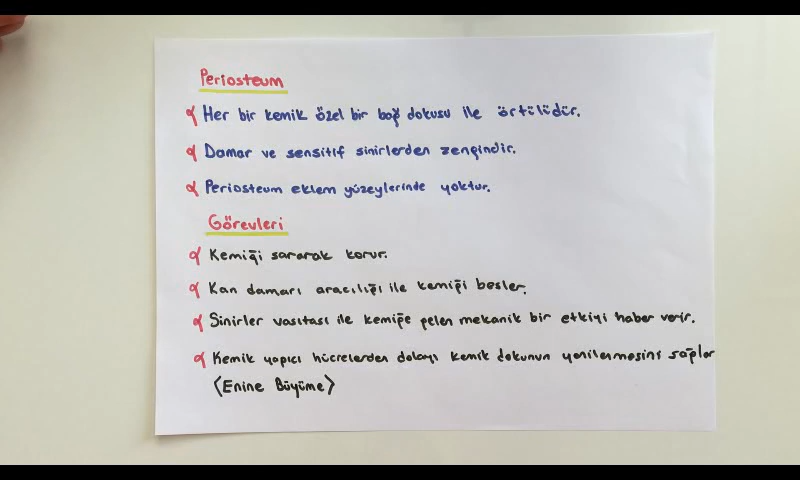 Periosteum
Her bir kemik özel bir bağ dokusu ile örtülüdür.
Damar ve sensitif sinirlerden zengindir.
Periosteum eklem yüzeylerinde yoktur.
Görevleri
Kemiği sararak korur.
Kan damarı aracılığı ile kemiği besler.
Sinirler vasıtası ile kemiğe gelen mekanik bir etkiyi haber verir.
Kemik yapıcı hücrelerden dolayı kemik dokunun yenilenmesini sağlar
(Enine Büyüme)